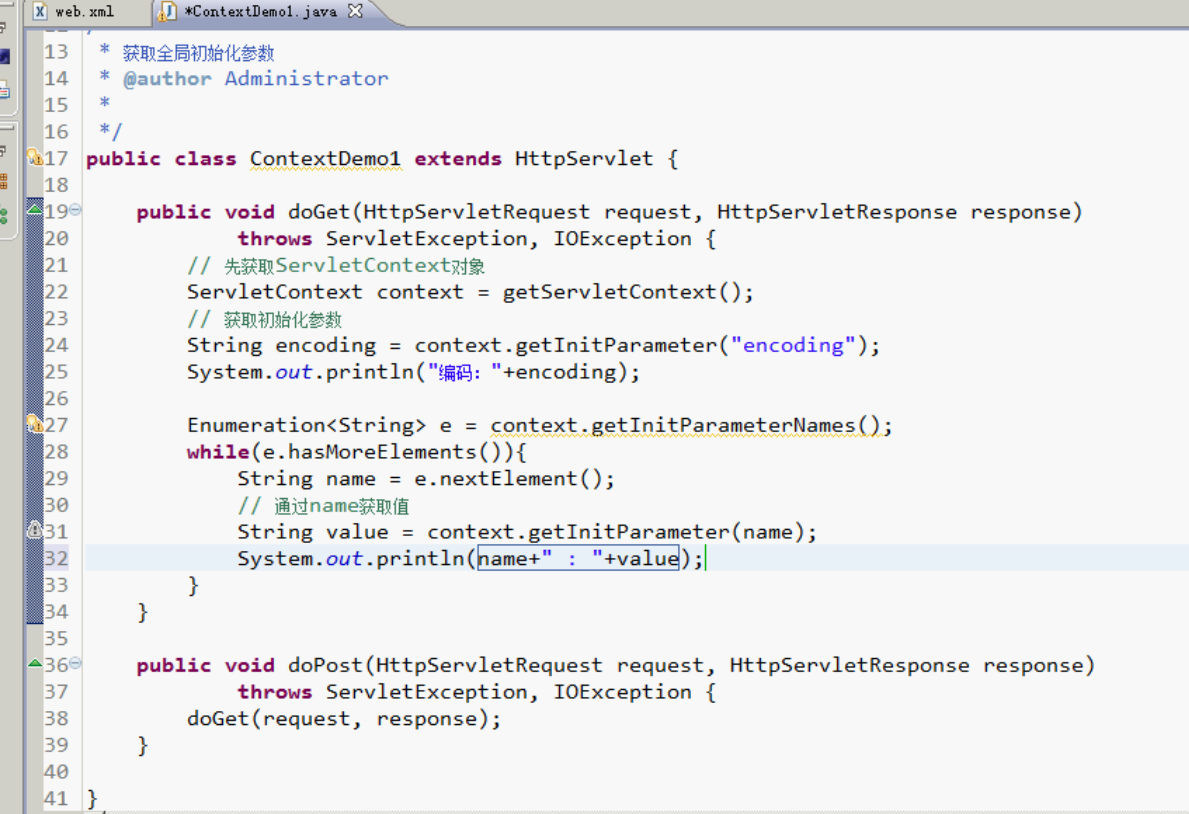 web.xml
*ContextDemo1.java
13 * 获取全局初始化参数
14 * @author Administrator
15 *
16 */
17 public class ContextDemo1 extends HttpServlet {
18
19 public void doGet(HttpServletRequest request, HttpServletResponse response)
20 throws ServletException, IOException {
21 // 先获取ServletContext对象
22 ServletContext context = getServletContext();
23 // 获取初始化参数
24 String encoding = context.getInitParameter("encoding");
25 System.out.println("编码："+encoding);
26
27 Enumeration<String> e = context.getInitParameterNames();
28 while(e.hasMoreElements()){
29 String name = e.nextElement();
30 // 通过name获取值
31 String value = context.getInitParameter(name);
32 System.out.println(name+" : "+value);
33 }
34 }
35
36 public void doPost(HttpServletRequest request, HttpServletResponse response)
37 throws ServletException, IOException {
38 doGet(request, response);
39 }
40
41 }